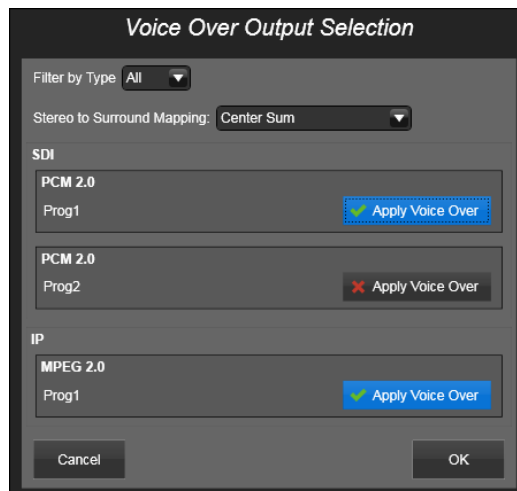 Voice Over Output Selection
Filter by Type All
Stereo to Surround Mapping: Center Sum
SDI
PCM 2.0
Prog1 Apply Voice Over
PCM 2.0
Prog2 Apply Voice Over
IP
MPEG 2.0
Prog1 Apply Voice Over
Cancel OK